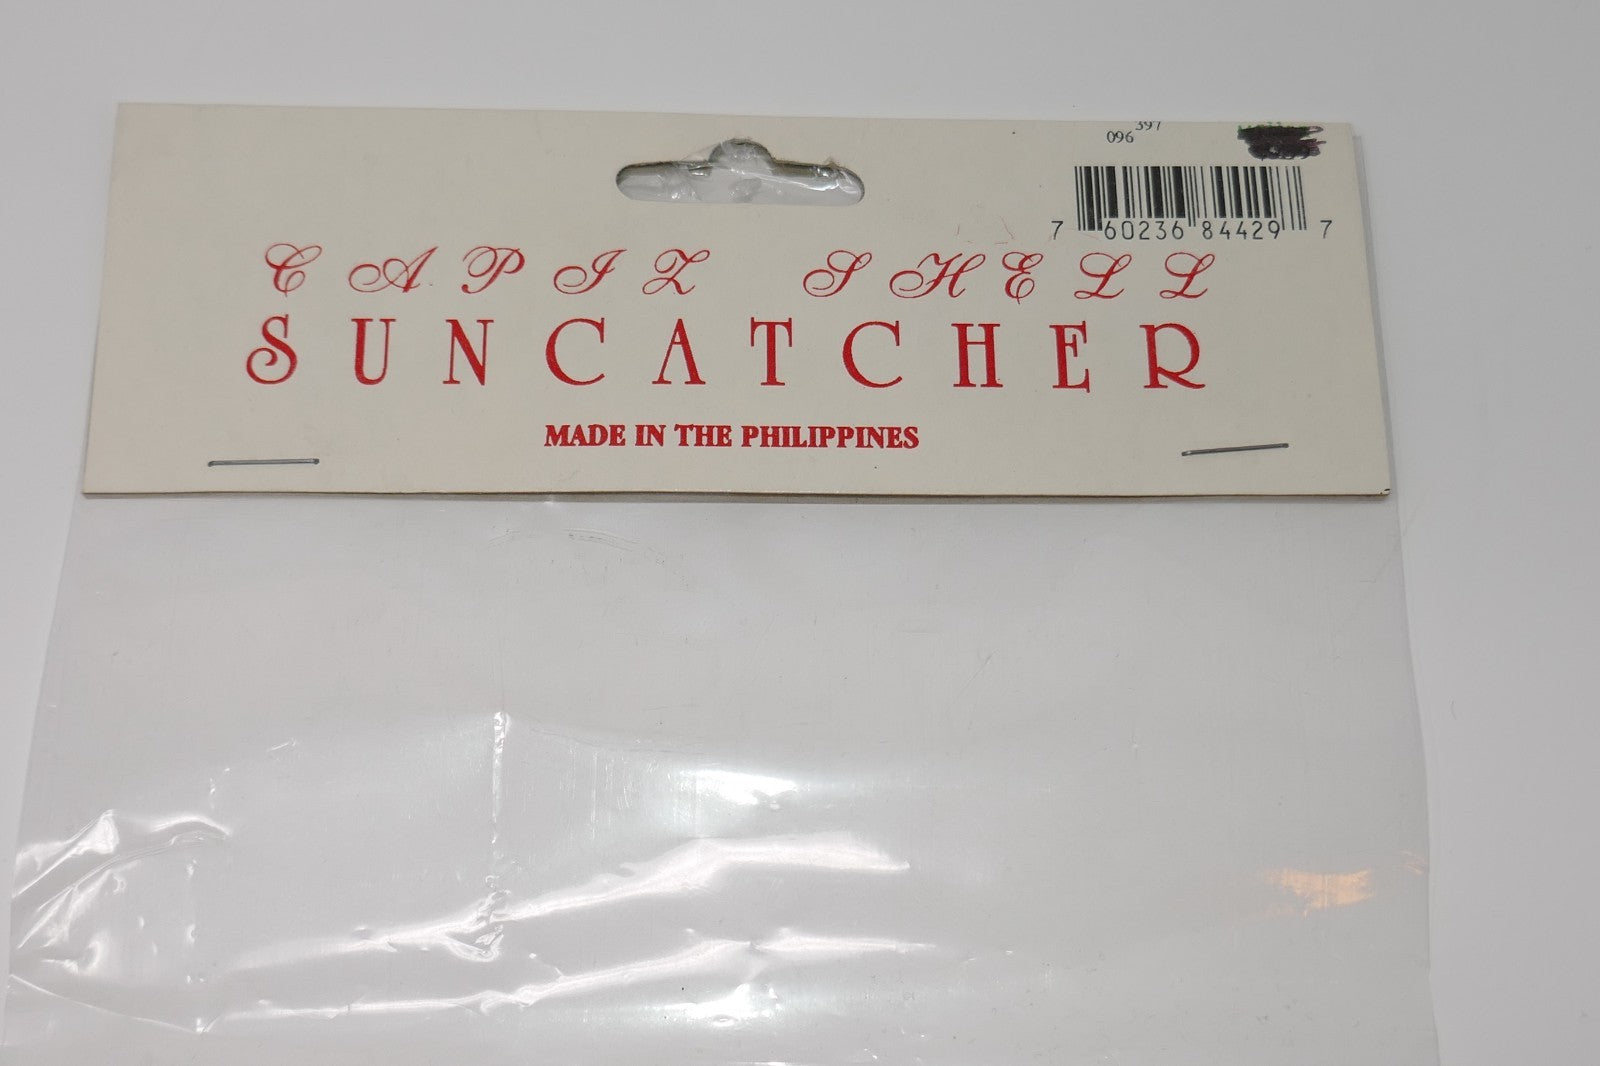 397
096
7 60236 84429 7
CAPIZ SHELL
SUNCATCHER
MADE IN THE PHILIPPINES